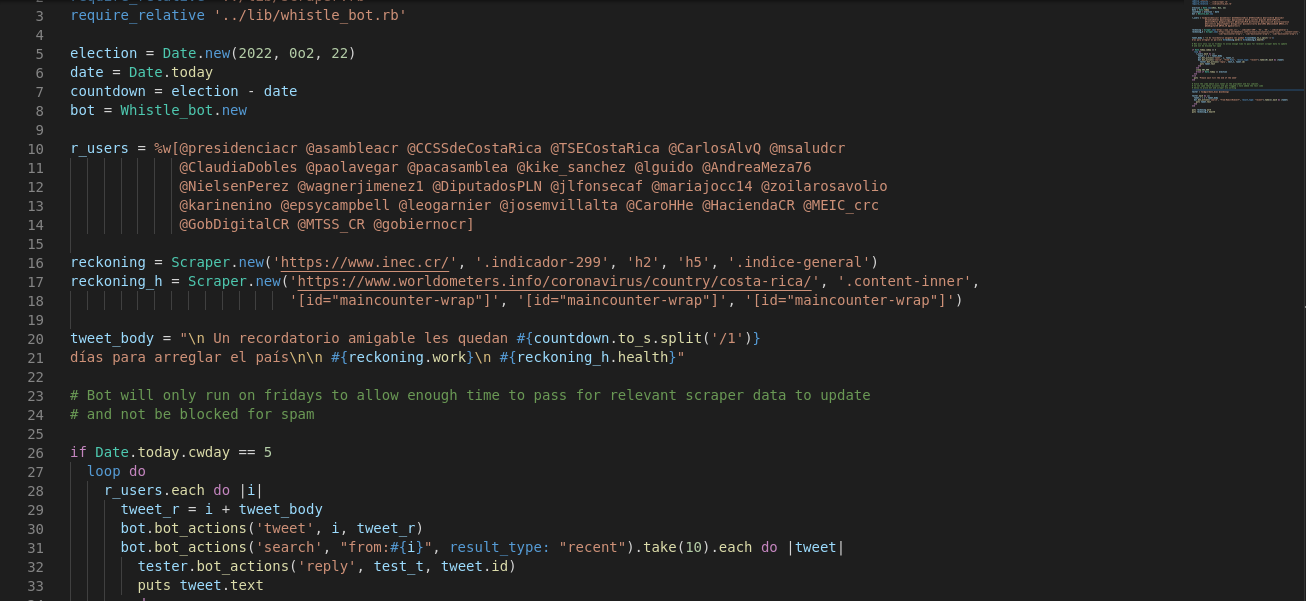 require_relative '../lib/scraper.rb'
3 require_relative '../lib/whistle_bot.rb'
4
5 election = Date.new(2022, 0o2, 22)
6 date = Date.today
7 countdown = election - date
8 bot = Whistle_bot.new
9
10 r_users = %w[@presidenciacr @asambleacr @CCSSdeCostaRica @TSECostaRica @CarlosAlvQ @msaludcr
11 @ClaudiaDobles @paolavegar @pacasamblea @kike_sanchez @lguido @AndreaMeza76
12 @NielsenPerez @wagnerjimenez1 @DiputadosPLN @jlfonsecaf @mariajocc14 @zoilarosavolio
13 @karinenino @epsycampbell @leogarnier @josemvillalta @CaroHHe @HaciendaCR @MEIC_crc
14 @GobDigitalCR @MTSS_CR @gobiernocr]
15
16 reckoning = Scraper.new('https://www.inec.cr/', '.indicador-299', 'h2', 'h5', '.indice-general')
17 reckoning_h = Scraper.new('https://www.worldometers.info/coronavirus/country/costa-rica/', '.content-inner',
18 '[id="maincounter-wrap"]', '[id="maincounter-wrap"]', '[id="maincounter-wrap"]')
19
20 tweet_body = "\n Un recordatorio amigable les quedan #{countdown.to_s.split('/1')}
21 días para arreglar el país\n\n #{reckoning.work}\n #{reckoning_h.health}"
22
23 # Bot will only run on fridays to allow enough time to pass for relevant scraper data to update
24 # and not be blocked for spam
25
26 if Date.today.cwday == 5
27 loop do
28 r_users.each do |i|
29 tweet_r = i + tweet_body
30 bot.bot_actions('tweet', i, tweet_r)
31 bot.bot_actions('search', "from:#{i}", result_type: "recent").take(10).each do |tweet|
32 tester.bot_actions('reply', test_t, tweet.id)
33 puts tweet.text